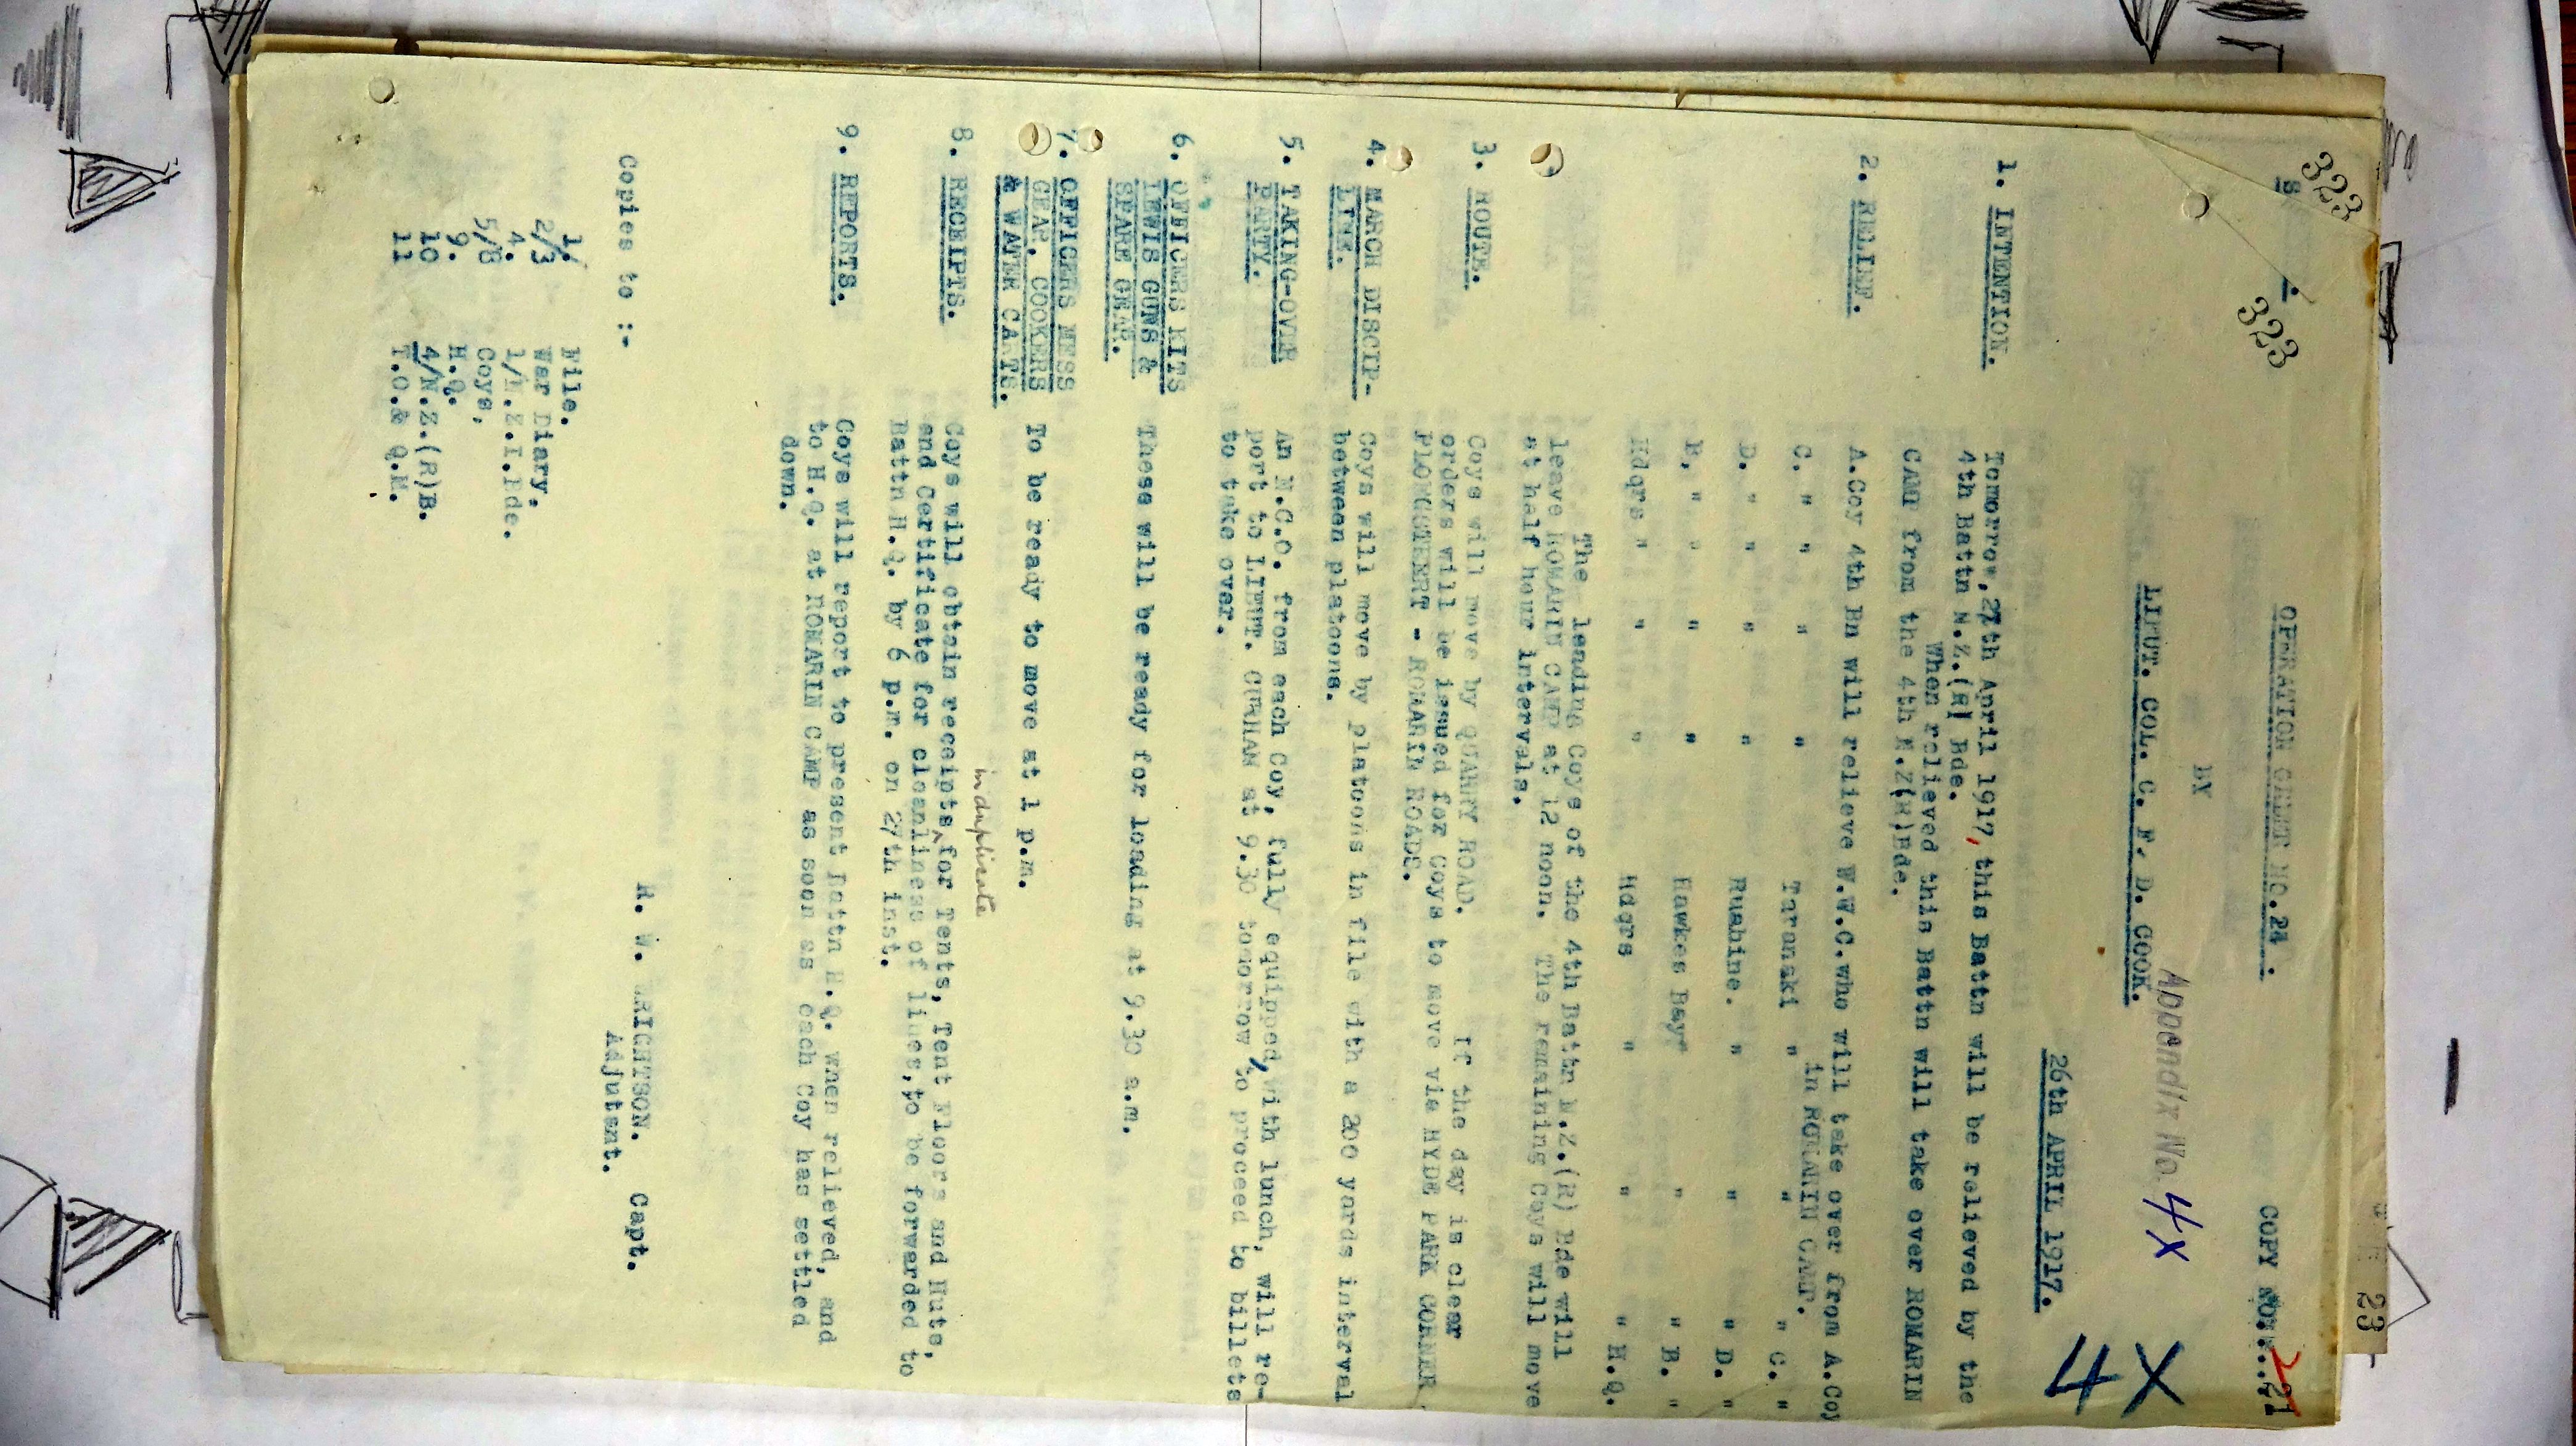 323
323
S
COPY NO....21
OPERATION ORDER NO.24.
BY
LIEUT. COL. C. F. D. COOK.
Appendix No. 4X
4X
26th APRIL 1917.
1. INTENTION. Tomorrow, 27th April 1917, this Battn will be relieved by the
4th Battn N.Z.(R) Bde.
When relieved this Battn will take over ROMARIN
CAMP from the 4th N.Z(R)Bde.
2. RELIEF. A.Coy 4th Bn will relieve W.W.C.who will take over from A.Coy
in ROMARIN CAMP.
C. " " " " Taranaki " " " C. "
D. " " " " Ruahine. " " " D. "
B, " " " " Hawkes Bay" " " B. "
Hdqrs " " " Hdqrs " " " H.Q.
The leading Coys of the 4th Battn N.Z.(R) Bde will
leave ROMARIN CAMP at 12 noon. The remaining Coys will move
at half hour intervals.
3. ROUTE. Coys will move by QUARRY ROAD. If the day is clear
orders will be issued for Coys to move via HYDE PARK CORNER
PLOEGSTEERT - ROMARIN ROADS.
4. MARCH DISCIP- Coys will move by platoons in file with a 200 yards interval
LINE. between platoons.
5. TAKING-OVER An N.C.O. from each Coy, fully equipped, with lunch, will re-
PARTY. port to LIEUT. CURHAM at 9.30 tomorrow to proceed to billets
to take over.
6. OFFICERS KITS
LEWIS GUNS & These will be ready for loading at 9.30 a.m.
SPARE GEAR.
7. OFFICERS MESS
GEAR, COOKERS To be ready to move at 1 p.m.
& WATER CARTS.
in duplicate
8. RECEIPTS. Coys will obtain receipts ^ for Tents, Tent Floors and Huts,
and Certificate for cleanliness of lines, to be forwarded to
Battn H.Q. by 6 p.m. on 27th inst.
9. REPORTS. Coys will report to present Battn H.Q. when relieved, and
to H.Q. at ROMARIN CAMP as soon as each Coy has settled
down.
R. W. WRIGHTSON. Capt.
Adjutant.
Copies to :-
1. File.
2/3 War Diary.
4. 1/N.Z.I.Bde.
5/8 Coys,
9. H.Q.
10 4/N.Z.(R)B.
11 T.O.& Q.M.
23